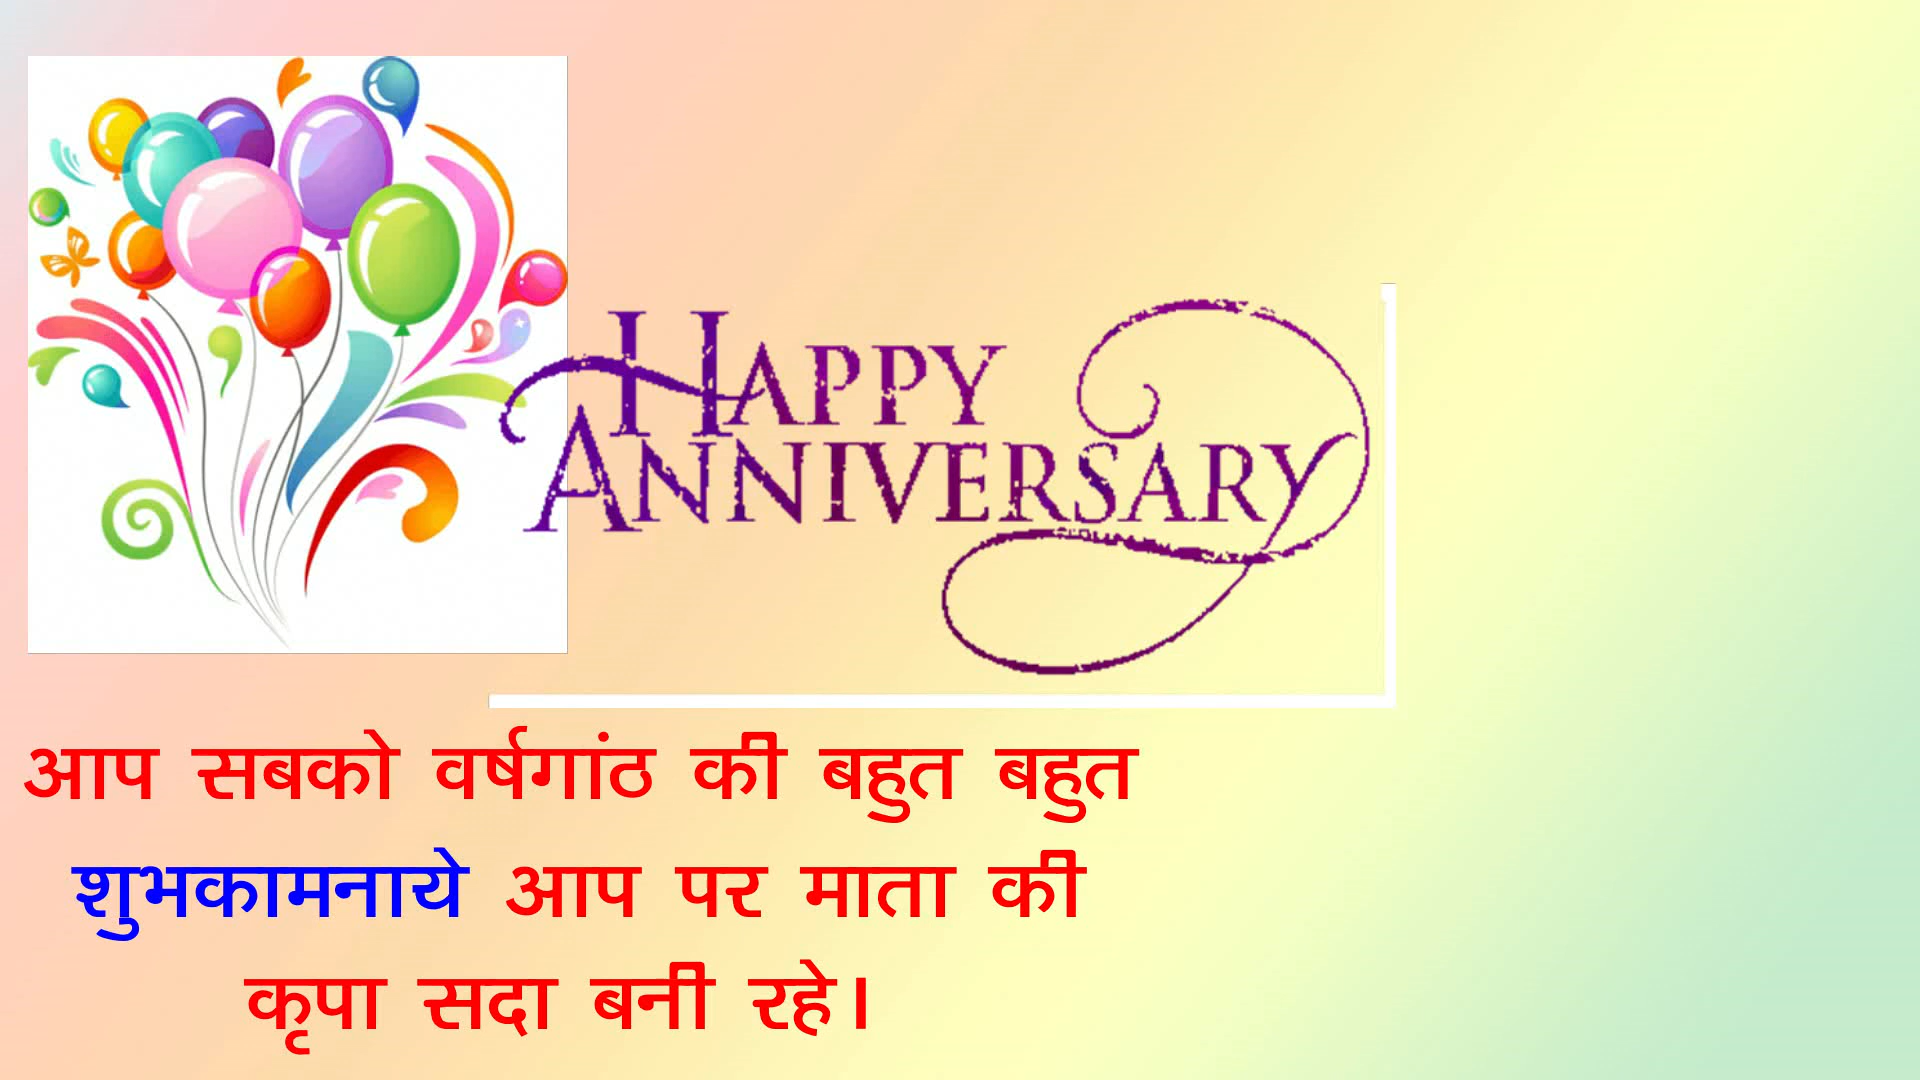 HAPPY
ANNIVERSARY
आप सबको वर्षगांठ की बहुत बहुत
शुभकामनाये आप पर माता की
कृपा सदा बनी रहे।